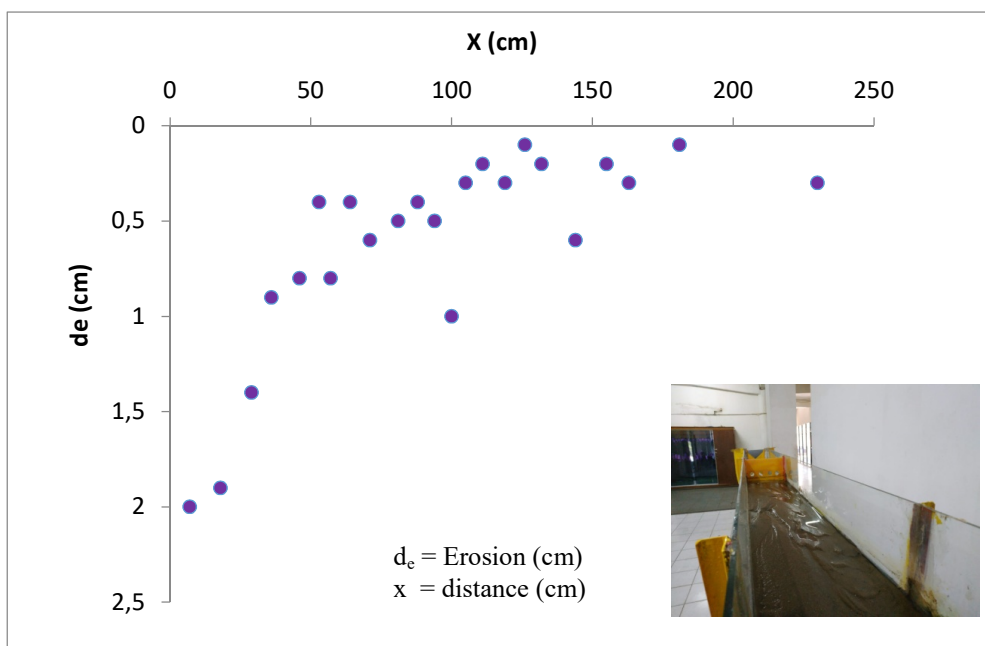 X (cm)
0 50 100 150 200 250
0
0,5
1
1,5
2
2,5
de (cm)
d​e = Erosion (cm)
x = distance (cm)